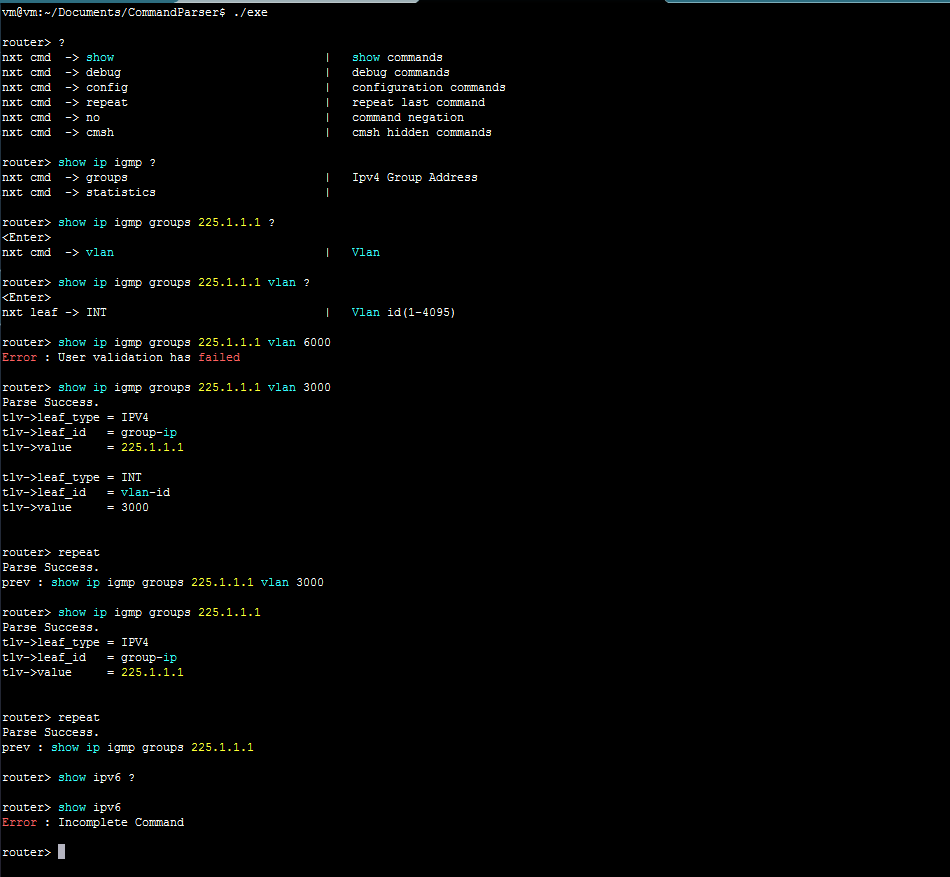 vm@vm:~/Documents/CommandParser$ ./exe
router> ?
nxt cmd  -> show                              |   show commands
nxt cmd  -> debug                             |   debug commands
nxt cmd  -> config                            |   configuration commands
nxt cmd  -> repeat                            |   repeat last command
nxt cmd  -> no                                |   command negation
nxt cmd  -> cmsh                              |   cmsh hidden commands
router> show ip igmp ?
nxt cmd  -> groups                            |   Ipv4 Group Address
nxt cmd  -> statistics                        |
router> show ip igmp groups 225.1.1.1 ?
<Enter>
nxt cmd  -> vlan                              |   Vlan
router> show ip igmp groups 225.1.1.1 vlan ?
<Enter>
nxt leaf -> INT                               |   Vlan id(1-4095)
router> show ip igmp groups 225.1.1.1 vlan 6000
Error : User validation has failed
router> show ip igmp groups 225.1.1.1 vlan 3000
Parse Success.
tlv->leaf_type = IPV4
tlv->leaf_id   = group-ip
tlv->value     = 225.1.1.1
tlv->leaf_type = INT
tlv->leaf_id   = vlan-id
tlv->value     = 3000
router> repeat
Parse Success.
prev : show ip igmp groups 225.1.1.1 vlan 3000
router> show ip igmp groups 225.1.1.1
Parse Success.
tlv->leaf_type = IPV4
tlv->leaf_id   = group-ip
tlv->value     = 225.1.1.1
router> repeat
Parse Success.
prev : show ip igmp groups 225.1.1.1
router> show ipv6 ?
router> show ipv6
Error : Incomplete Command
router>